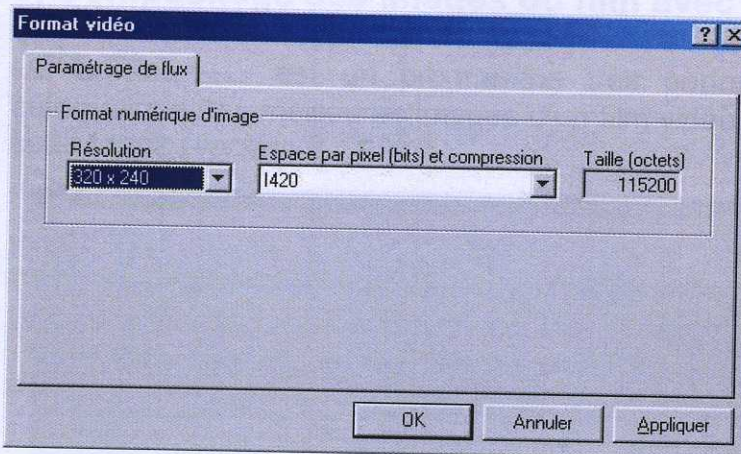 Format vidéo
Paramétrage de flux
Format numérique d'image
Résolution Espace par pixel (bits) et compression Taille (octets)
320 x 240 I420 115200
OK Annuler Appliquer